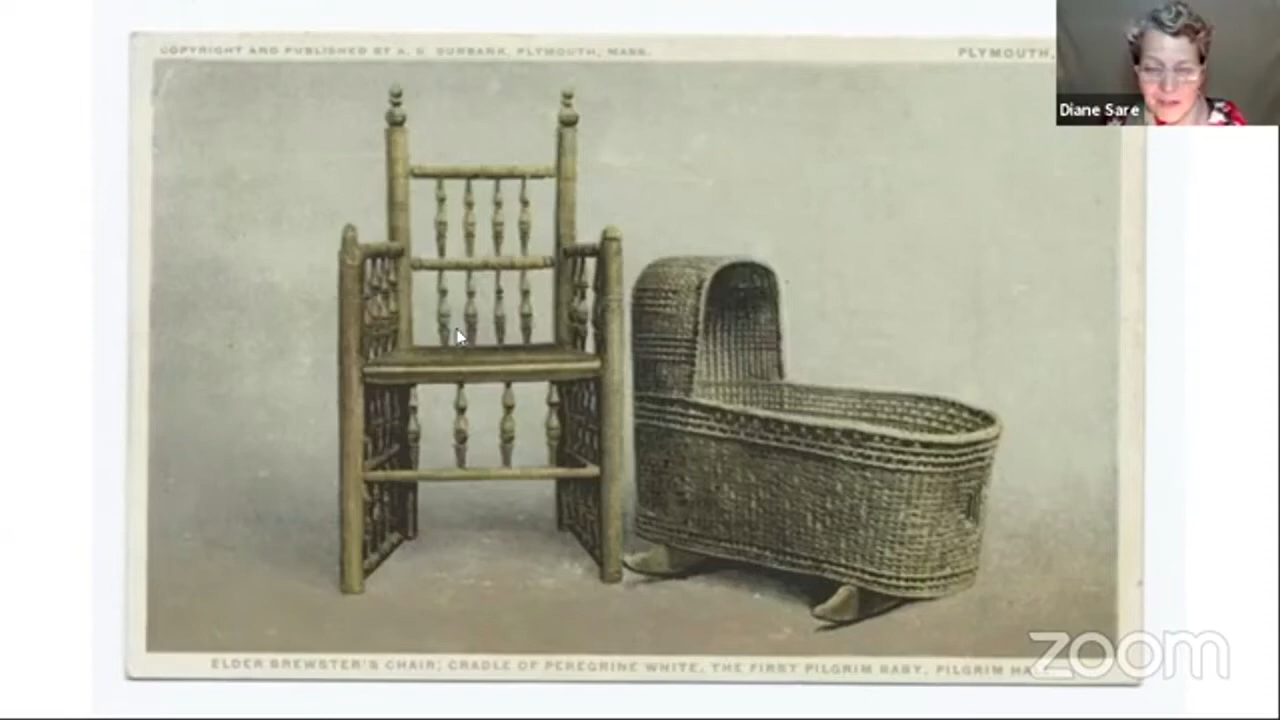 COPYRIGHT AND PUBLISHED BY A. S. BURBANK, PLYMOUTH, MASS.
PLYMOUTH,
Diane Sare
ELDER BREWSTER'S CHAIR; CRADLE OF PEREGRINE WHITE, THE FIRST PILGRIM BABY, PILGRIM
zoom